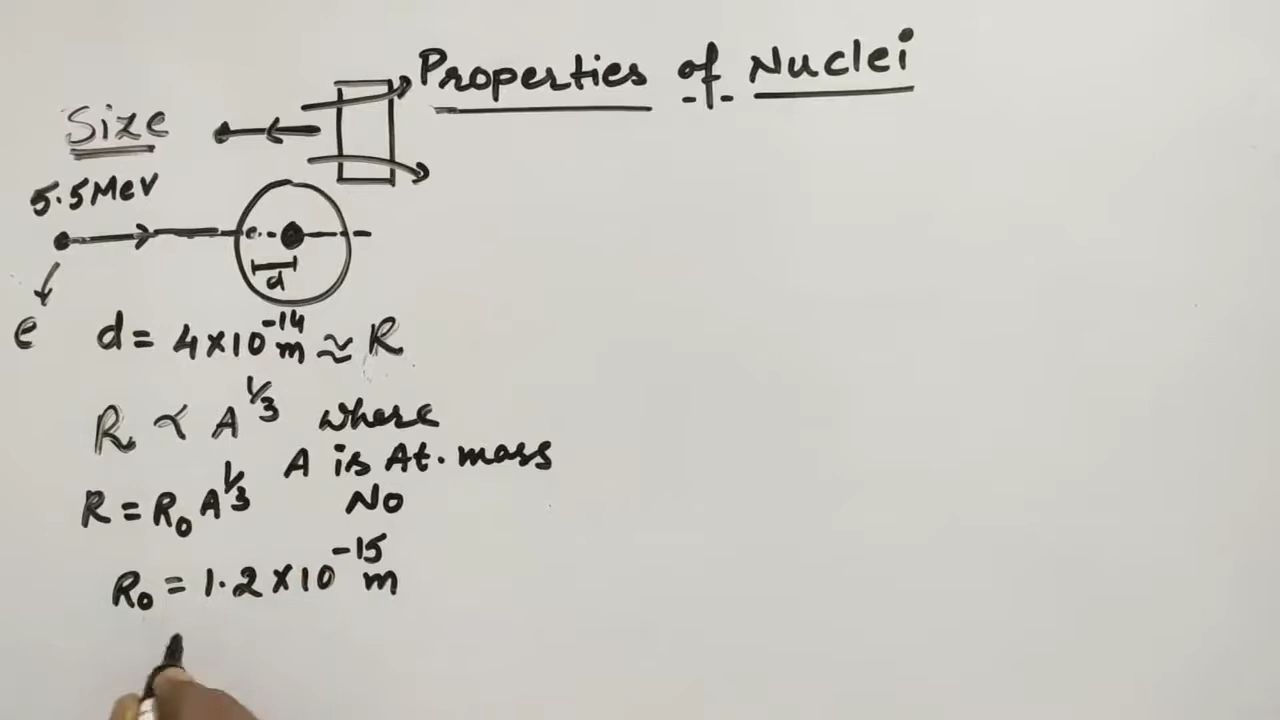 Properties of Nuclei
Size
5.5MeV
d
e
d = 4×10⁻¹⁴ m ≈ R
R ∝ A^1/3 where
A is At. mass
No
R = R₀ A^1/3
R₀ = 1.2×10⁻¹⁵ m